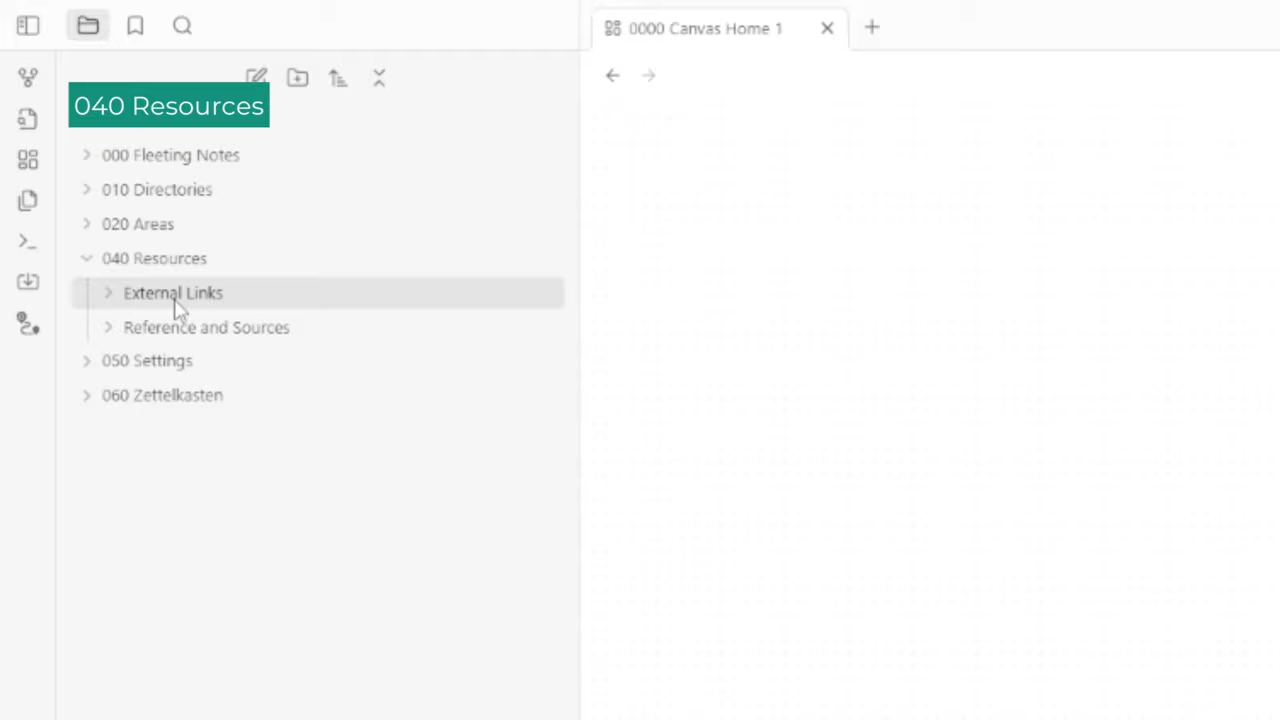 0000 Canvas Home 1
040 Resources
000 Fleeting Notes
010 Directories
020 Areas
040 Resources
External Links
Reference and Sources
050 Settings
060 Zettelkasten